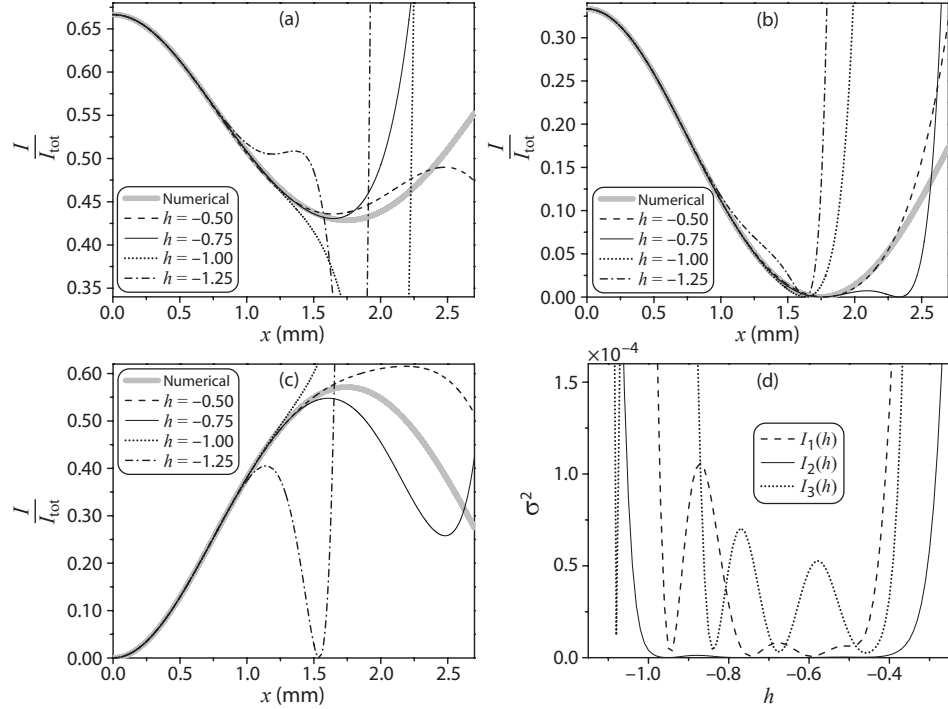 (a)
I
I_tot
0.65
0.60
0.55
0.50
0.45
0.40
0.35
Numerical
h = −0.50
h = −0.75
h = −1.00
h = −1.25
0.0 0.5 1.0 1.5 2.0 2.5
x (mm)
(b)
I
I_tot
0.30
0.25
0.20
0.15
0.10
0.05
0.00
Numerical
h = −0.50
h = −0.75
h = −1.00
h = −1.25
0.0 0.5 1.0 1.5 2.0 2.5
x (mm)
(c)
I
I_tot
0.60
0.50
0.40
0.30
0.20
0.10
0.00
Numerical
h = −0.50
h = −0.75
h = −1.00
h = −1.25
0.0 0.5 1.0 1.5 2.0 2.5
x (mm)
×10⁻⁴
(d)
σ²
1.5
1.0
0.5
0.0
I₁(h)
I₂(h)
I₃(h)
−1.0 −0.8 −0.6 −0.4
h